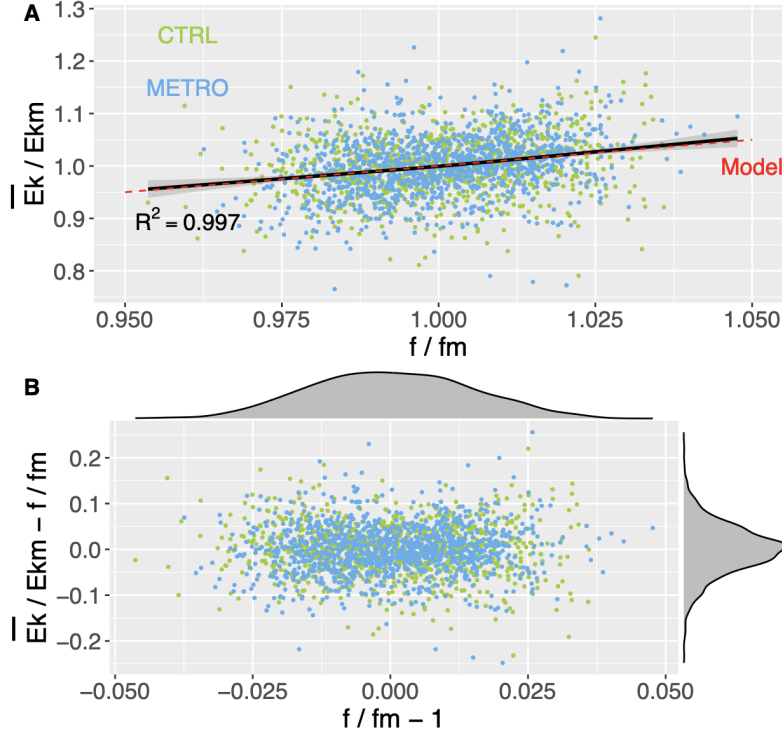 A
1.3
1.2
1.1
1.0
0.9
0.8
Ek / Ekm
CTRL
METRO
Model
R² = 0.997
0.950 0.975 1.000 1.025 1.050
f / fm
B
0.2
0.1
0.0
−0.1
−0.2
Ek / Ekm − f / fm
−0.050 −0.025 0.000 0.025 0.050
f / fm − 1